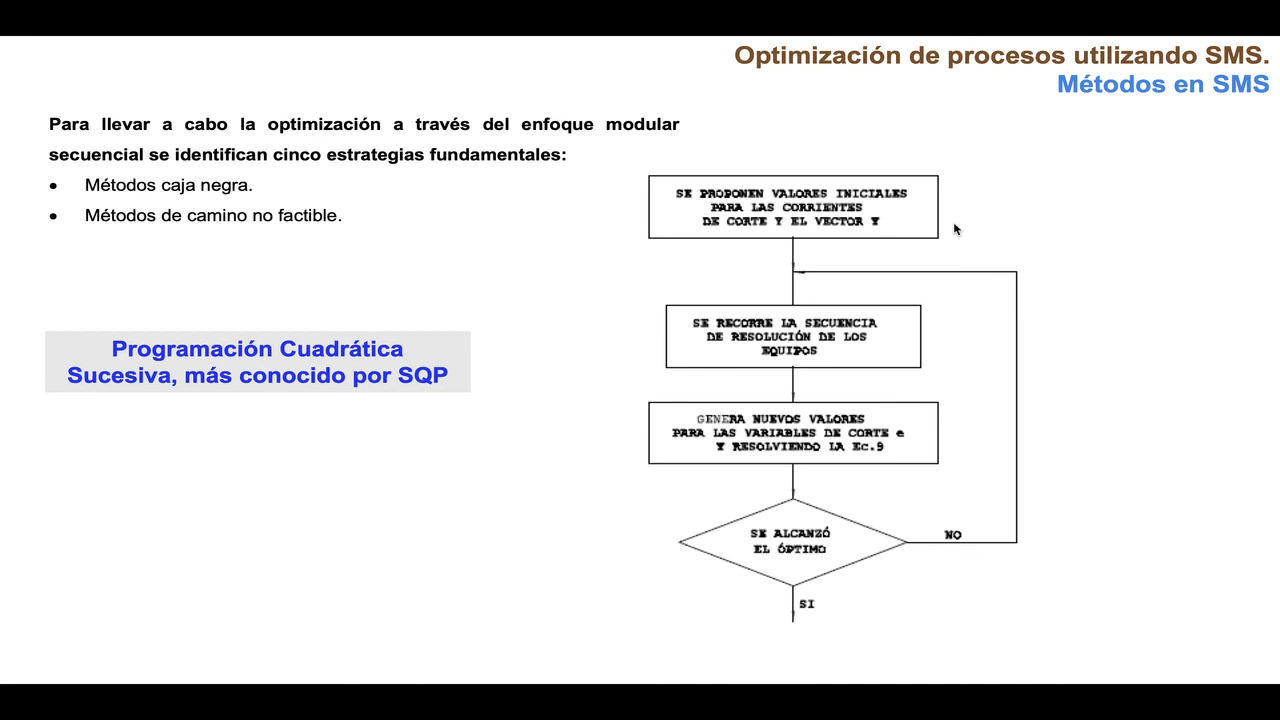 Optimización de procesos utilizando SMS.
Métodos en SMS
Para llevar a cabo la optimización a través del enfoque modular
secuencial se identifican cinco estrategias fundamentales:
• Métodos caja negra.
• Métodos de camino no factible.
Programación Cuadrática
Sucesiva, más conocido por SQP
SE PROPONEN VALORES INICIALES
PARA LAS CORRIENTES
DE CORTE Y EL VECTOR Y
SE RECORRE LA SECUENCIA
DE RESOLUCIÓN DE LOS
EQUIPOS
GENERA NUEVOS VALORES
PARA LAS VARIABLES DE CORTE e
Y RESOLVIENDO LA Ec.9
SE ALCANZÓ
EL ÓPTIMO
NO
SI